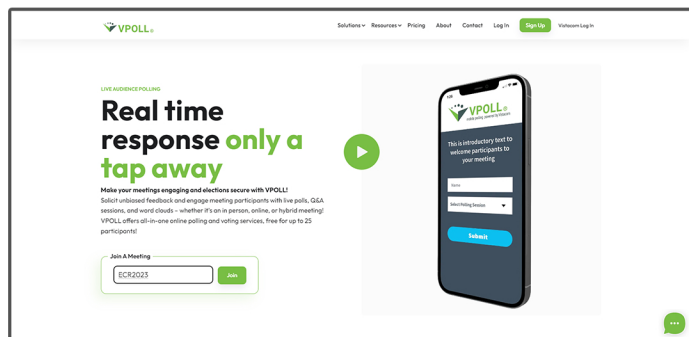 VPOLL®
Solutions Resources Pricing About Contact Log In Sign Up Vistacom Log In
LIVE AUDIENCE POLLING
Real time
response only a
tap away
Make your meetings engaging and elections secure with VPOLL!
Solicit unbiased feedback and engage meeting participants with live polls, Q&A
sessions, and word clouds – whether it's an in person, online, or hybrid meeting!
VPOLL offers all-in-one online polling and voting services, free for up to 25
participants!
Join A Meeting
ECR2023
Join
VPOLL®
This is introductory text to
welcome participants to
your meeting
Name
Select Polling Session
Submit